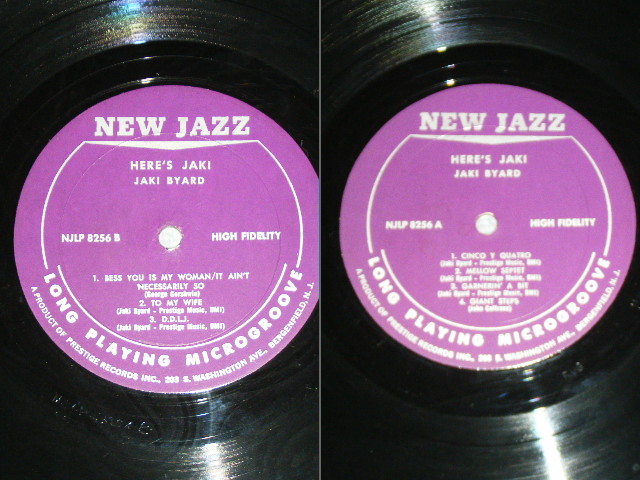 NEW JAZZ
HERE'S JAKI
JAKI BYARD
NJLP 8256 B
HIGH FIDELITY
1. BESS YOU IS MY WOMAN/IT AIN'T
'NECESSARILY SO
(George Gershwin)
2. TO MY WIFE
(Jaki Byard - Prestige Music, BMI)
3. D.D.L.J.
(Jaki Byard - Prestige Music, BMI)
LONG PLAYING MICROGROOVE
A PRODUCT OF PRESTIGE RECORDS INC., 203 S. WASHINGTON AVE., BERGENFIELD, N. J.
NEW JAZZ
HERE'S JAKI
JAKI BYARD
NJLP 8256 A
HIGH FIDELITY
1. CINCO Y QUATRO
(Jaki Byard - Prestige Music, BMI)
2. MELLOW SEPTET
(Jaki Byard - Prestige Music, BMI)
3. GARNERIN' A BIT
(Jaki Byard - Prestige Music, BMI)
4. GIANT STEPS
(John Coltrane)
LONG PLAYING MICROGROOVE
A PRODUCT OF PRESTIGE RECORDS INC., 203 S. WASHINGTON AVE., BERGENFIELD, N. J.